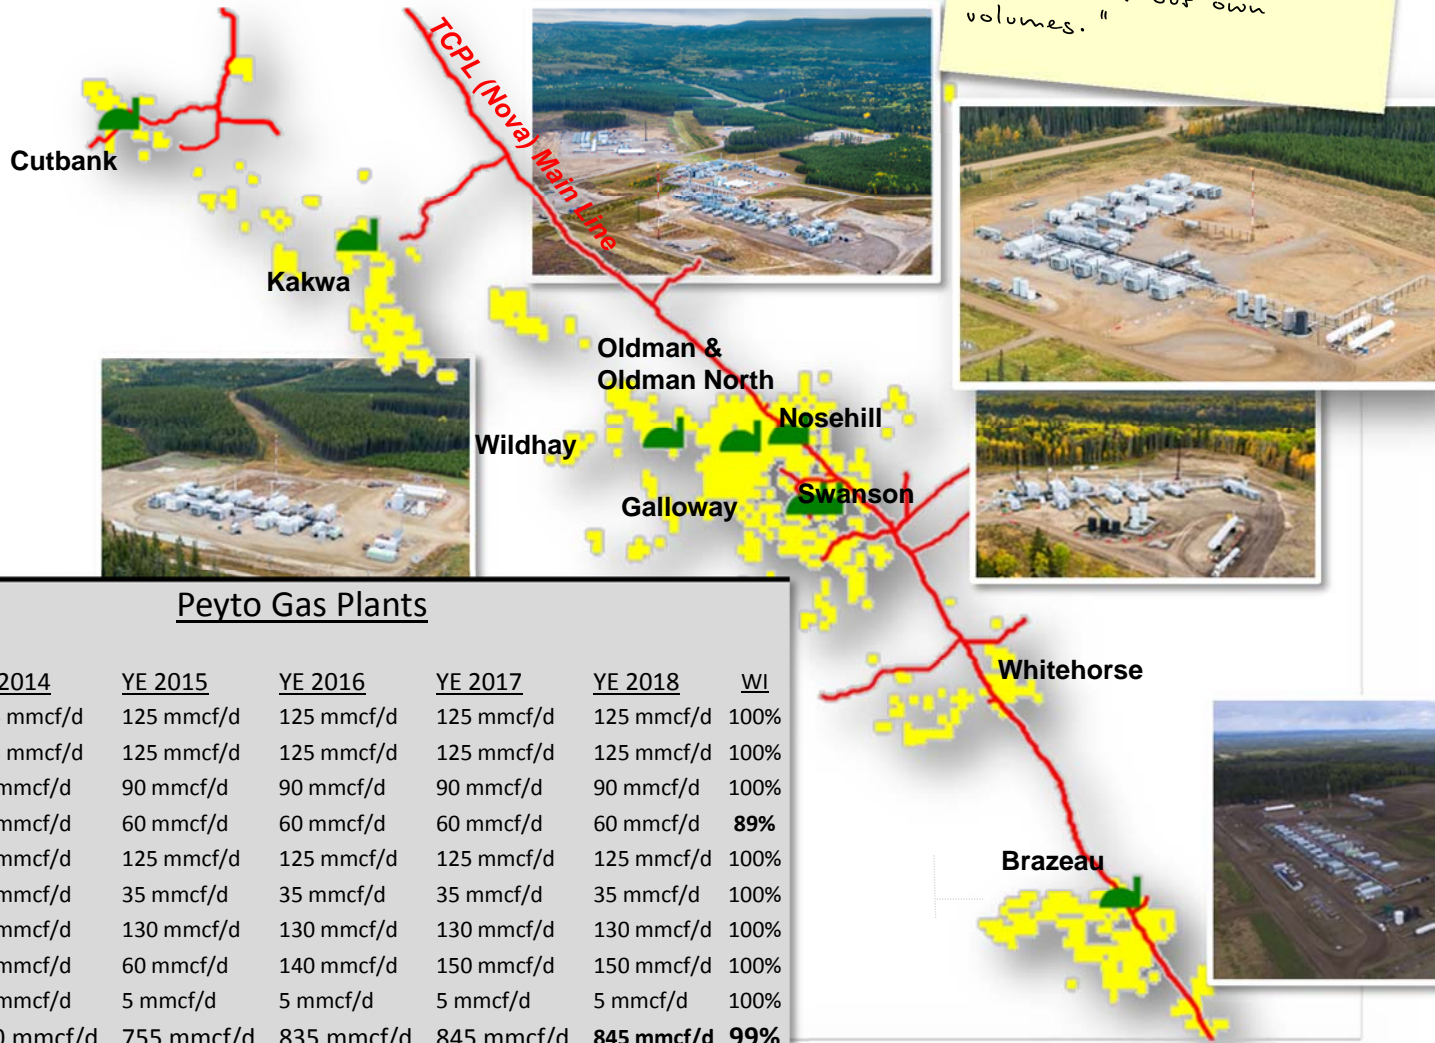 own
volumes."
TCPL (Nova) Main Line
Cutbank
Kakwa
Oldman &
Oldman North
Nosehill
Wildhay
Swanson
Galloway
Whitehorse
Brazeau
Peyto Gas Plants
2014 YE 2015 YE 2016 YE 2017 YE 2018 WI
mmcf/d 125 mmcf/d 125 mmcf/d 125 mmcf/d 125 mmcf/d 100%
mmcf/d 125 mmcf/d 125 mmcf/d 125 mmcf/d 125 mmcf/d 100%
mmcf/d 90 mmcf/d 90 mmcf/d 90 mmcf/d 90 mmcf/d 100%
mmcf/d 60 mmcf/d 60 mmcf/d 60 mmcf/d 60 mmcf/d 89%
mmcf/d 125 mmcf/d 125 mmcf/d 125 mmcf/d 125 mmcf/d 100%
mmcf/d 35 mmcf/d 35 mmcf/d 35 mmcf/d 35 mmcf/d 100%
mmcf/d 130 mmcf/d 130 mmcf/d 130 mmcf/d 130 mmcf/d 100%
mmcf/d 60 mmcf/d 140 mmcf/d 150 mmcf/d 150 mmcf/d 100%
mmcf/d 5 mmcf/d 5 mmcf/d 5 mmcf/d 5 mmcf/d 100%
mmcf/d 755 mmcf/d 835 mmcf/d 845 mmcf/d 845 mmcf/d 99%